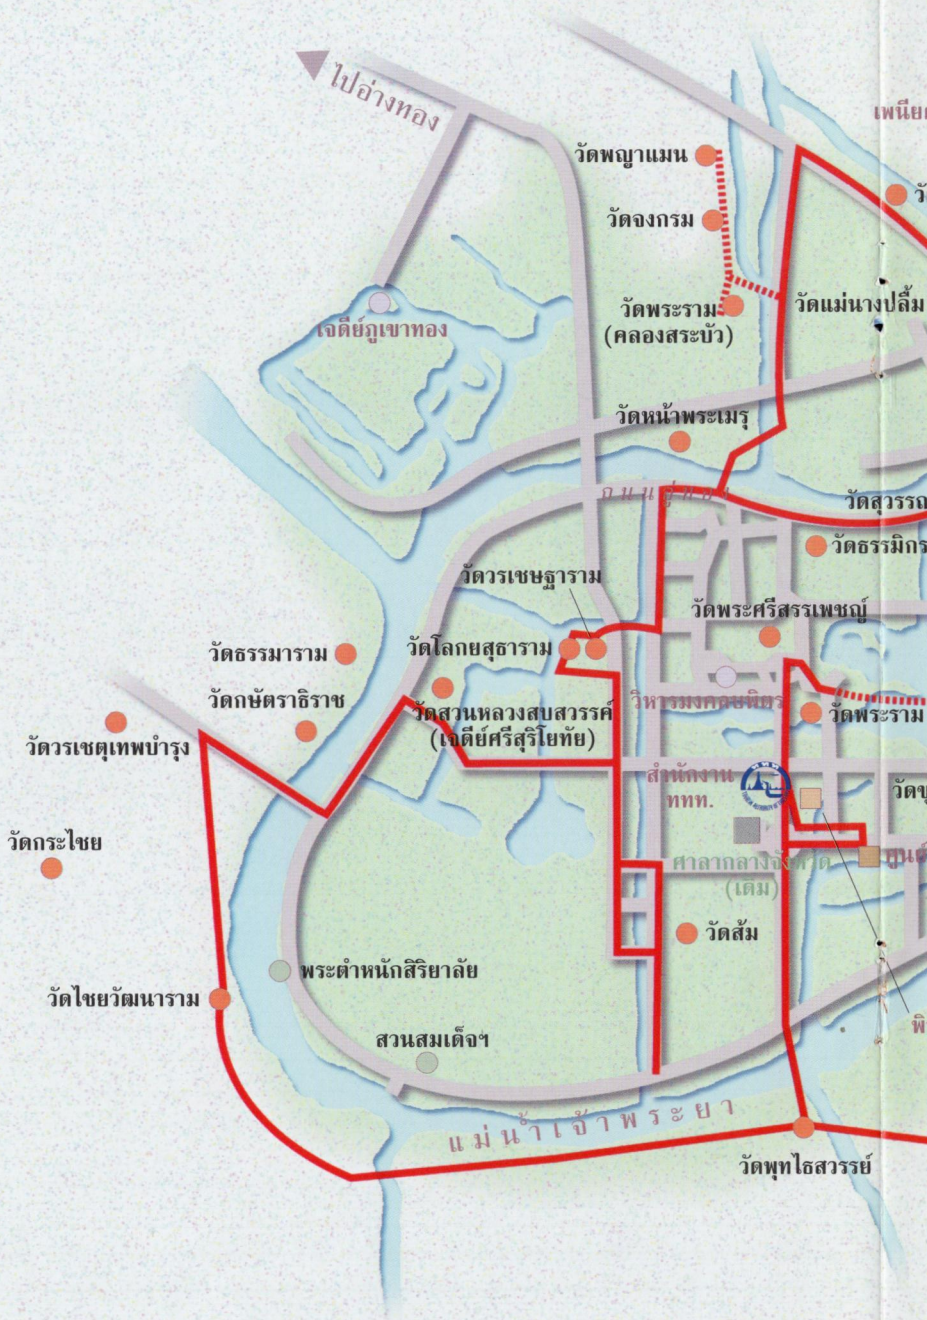 ไปอ่างทอง
วัดพญาแมน
วัดจงกรม
วัดพระราม
(คลองสระบัว)
วัดแม่นางปลื้ม
เจดีย์ภูเขาทอง
วัดหน้าพระเมรุ
ถนนอู่ทอง
วัดวรเชษฐาราม
วัดพระศรีสรรเพชญ์
วัดธรรมาราม
วัดโลกยสุธาราม
วัดกษัตราธิราช
วิหารมงคลบพิตร
วัดสวนหลวงสบสวรรค์
(เจดีย์ศรีสุริโยทัย)
วัดพระราม
วัดวรเชตุเทพบำรุง
สำนักงาน
ททท.
วัดกระไชย
ศาลากลางจังหวัด
(เดิม)
วัดส้ม
พระตำหนักสิริยาลัย
วัดไชยวัฒนาราม
สวนสมเด็จฯ
แม่น้ำเจ้าพระยา
วัดพุทไธสวรรย์